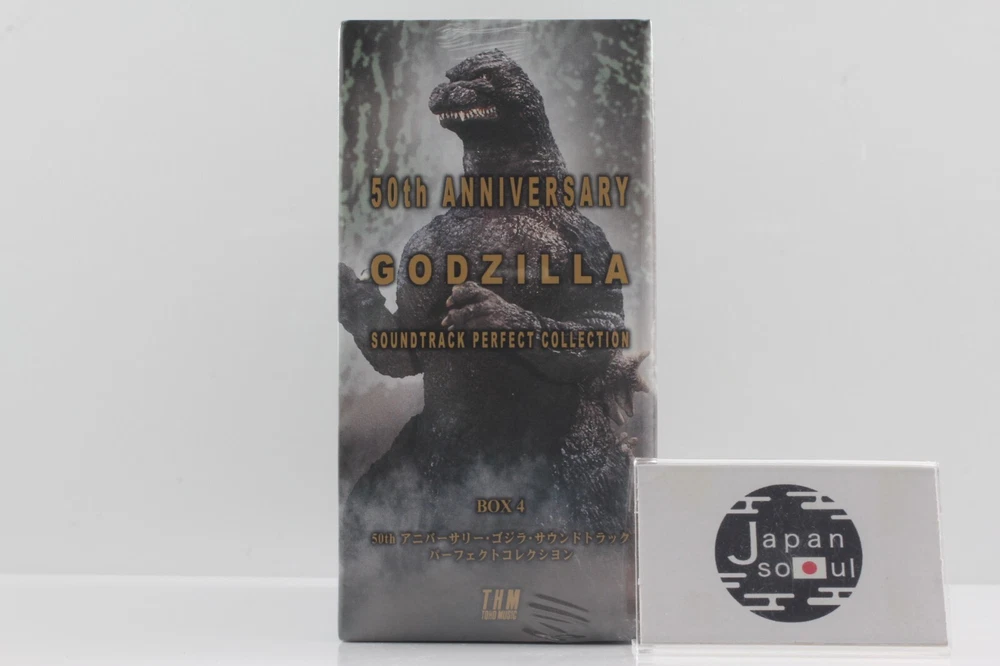 50th ANNIVERSARY
GODZILLA
SOUNDTRACK PERFECT COLLECTION
BOX 4
50th アニバーサリー・ゴジラ・サウンドトラック
パーフェクトコレクション
THM
TOHO MUSIC
Japan
soul